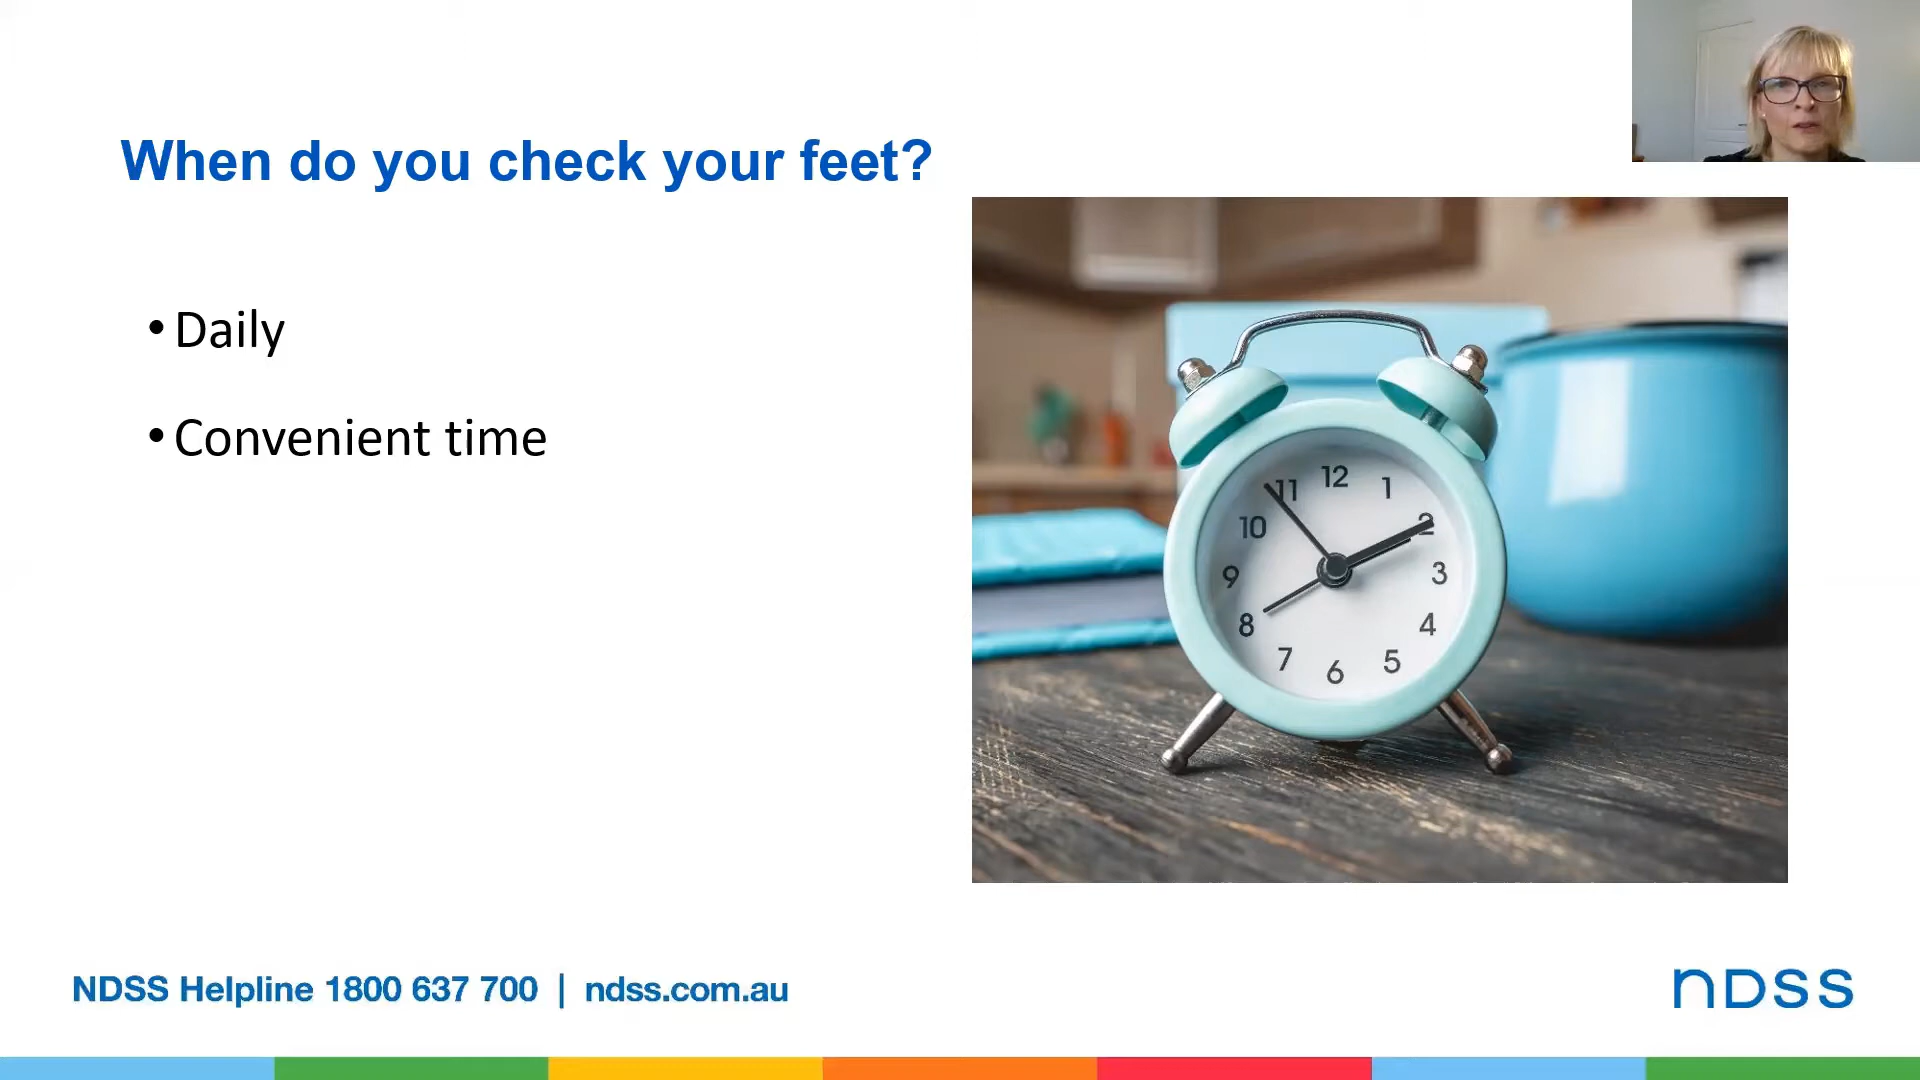 When do you check your feet?
• Daily
• Convenient time
12
11
1
10
2
9
3
8
4
7
5
6
NDSS Helpline 1800 637 700 | ndss.com.au
NDSS